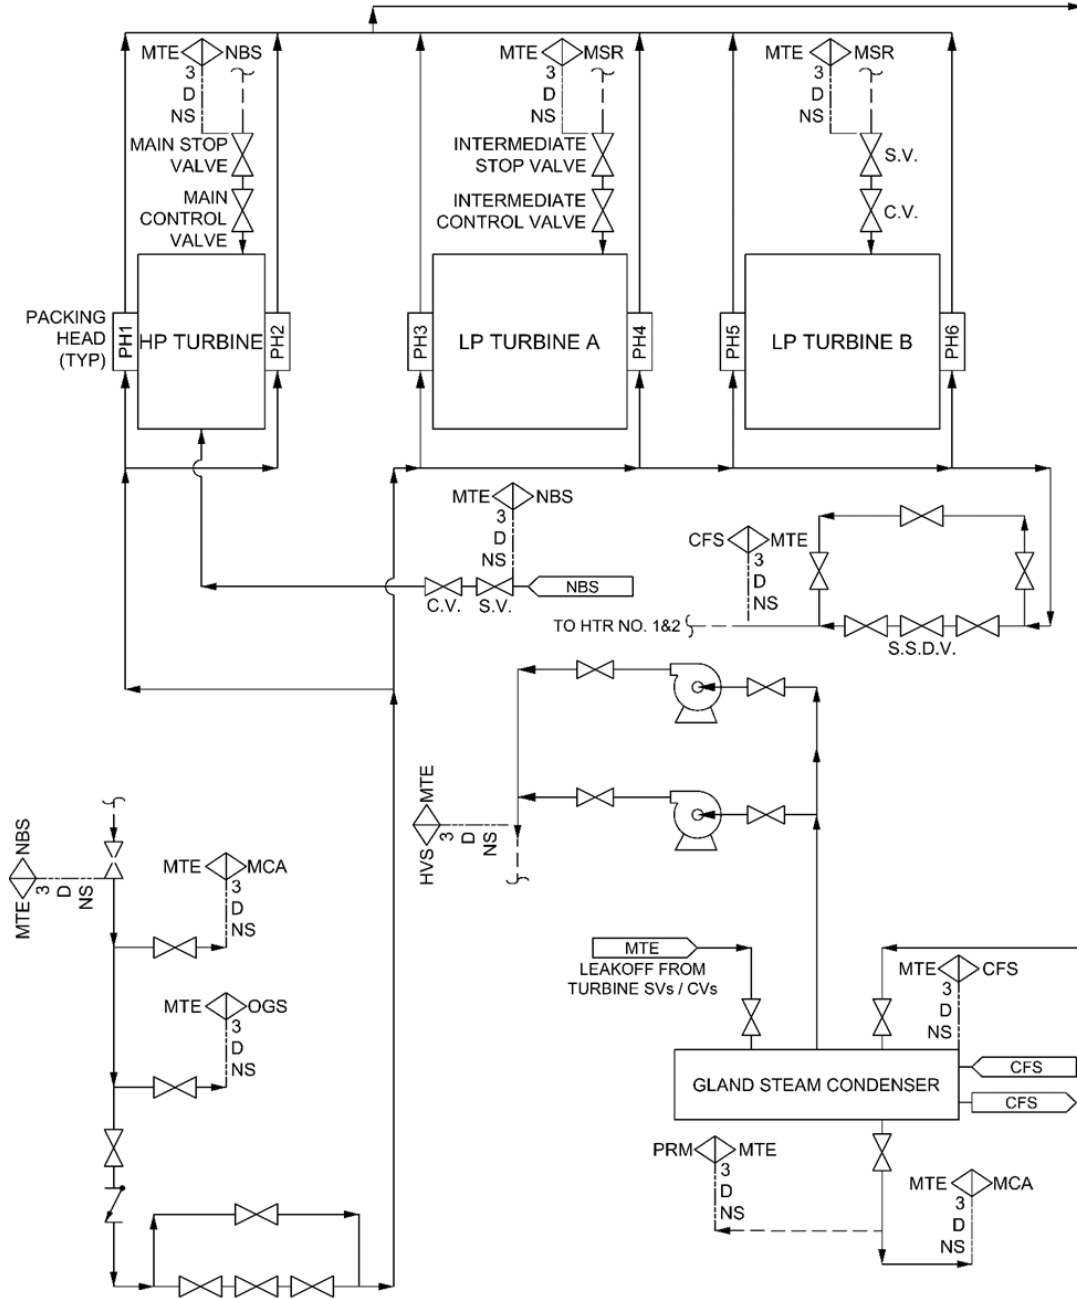 MTE NBS
3
D
NS
MTE MSR
3
D
NS
MTE MSR
3
D
NS
MAIN STOP
VALVE
INTERMEDIATE
STOP VALVE
S.V.
MAIN
CONTROL
VALVE
INTERMEDIATE
CONTROL VALVE
C.V.
PACKING
HEAD
(TYP)
PH1
HP TURBINE
PH2
PH3
LP TURBINE A
PH4
PH5
LP TURBINE B
PH6
MTE NBS
3
D
NS
C.V.
S.V.
NBS
CFS MTE
3
D
NS
TO HTR NO. 1&2
S.S.D.V.
HVS MTE
3
D
NS
MTE NBS
3
D
NS
MTE MCA
3
D
NS
MTE OGS
3
D
NS
MTE
LEAKOFF FROM
TURBINE SVs / CVs
MTE CFS
3
D
NS
GLAND STEAM CONDENSER
CFS
CFS
PRM MTE
3
D
NS
MTE MCA
3
D
NS